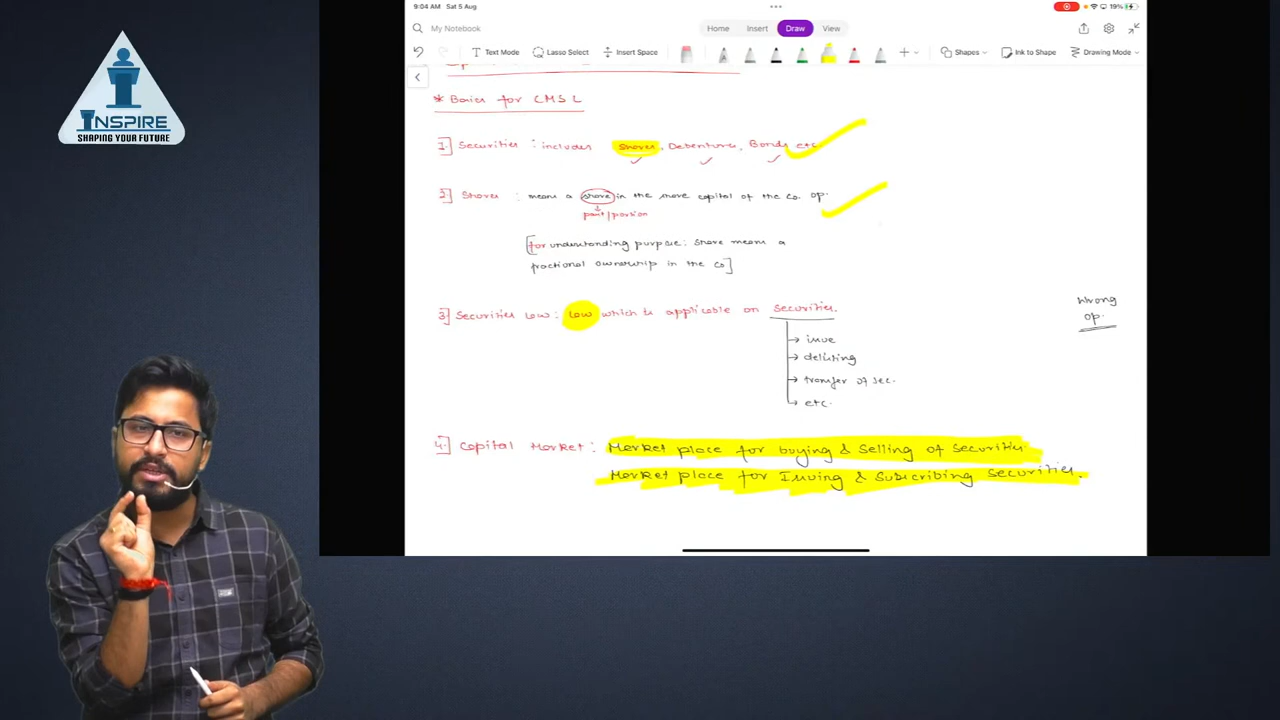 9:04 AM Sat 5 Aug
19%
My Notebook
Home Insert Draw View
Text Mode Lasso Select Insert Space Shapes Ink to Shape Drawing Mode
INSPIRE
SHAPING YOUR FUTURE
* Basics for CMSL
1] Securities : includes shares, Debentures, Bonds etc.
2] Shares : means a share in the share capital of the Co. op.
part/portion
[for understanding purpose: share means a
fractional ownership in the Co]
3] Securities Law: Law which is applicable on securities.
wrong
op.
→ issue
→ delisting
→ transfer of sec.
→ etc.
4] Capital Market: Market place for buying & Selling of securities
Market place for Issuing & Subscribing securities.